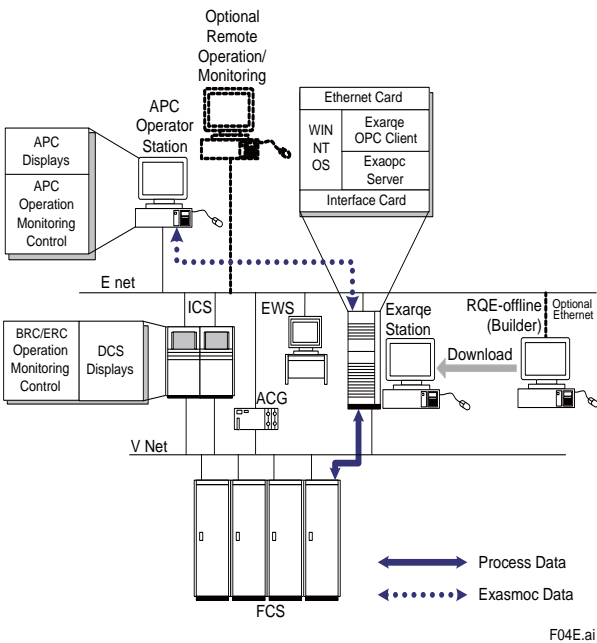 Optional
Remote
Operation/
Monitoring
APC
Operator
Station
APC
Displays
APC
Operation
Monitoring
Control
Ethernet Card
WIN
NT
OS
Exarqe
OPC Client
Exaopc
Server
Interface Card
E net
ICS
EWS
Exarqe
Station
RQE-offline
(Builder)
Optional
Ethernet
BRC/ERC
Operation
Monitoring
Control
DCS
Displays
Download
ACG
V Net
FCS
Process Data
Exasmoc Data
F04E.ai